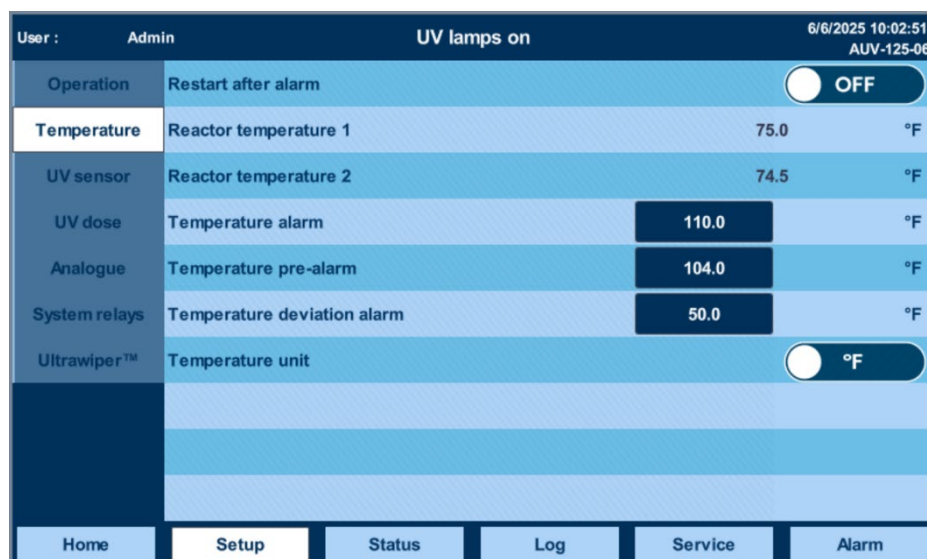 User : Admin UV lamps on 6/6/2025 10:02:51
AUV-125-06
Operation Restart after alarm OFF
Temperature Reactor temperature 1 75.0 °F
UV sensor Reactor temperature 2 74.5 °F
UV dose Temperature alarm 110.0 °F
Analogue Temperature pre-alarm 104.0 °F
System relays Temperature deviation alarm 50.0 °F
Ultrawiper™ Temperature unit °F
Home Setup Status Log Service Alarm